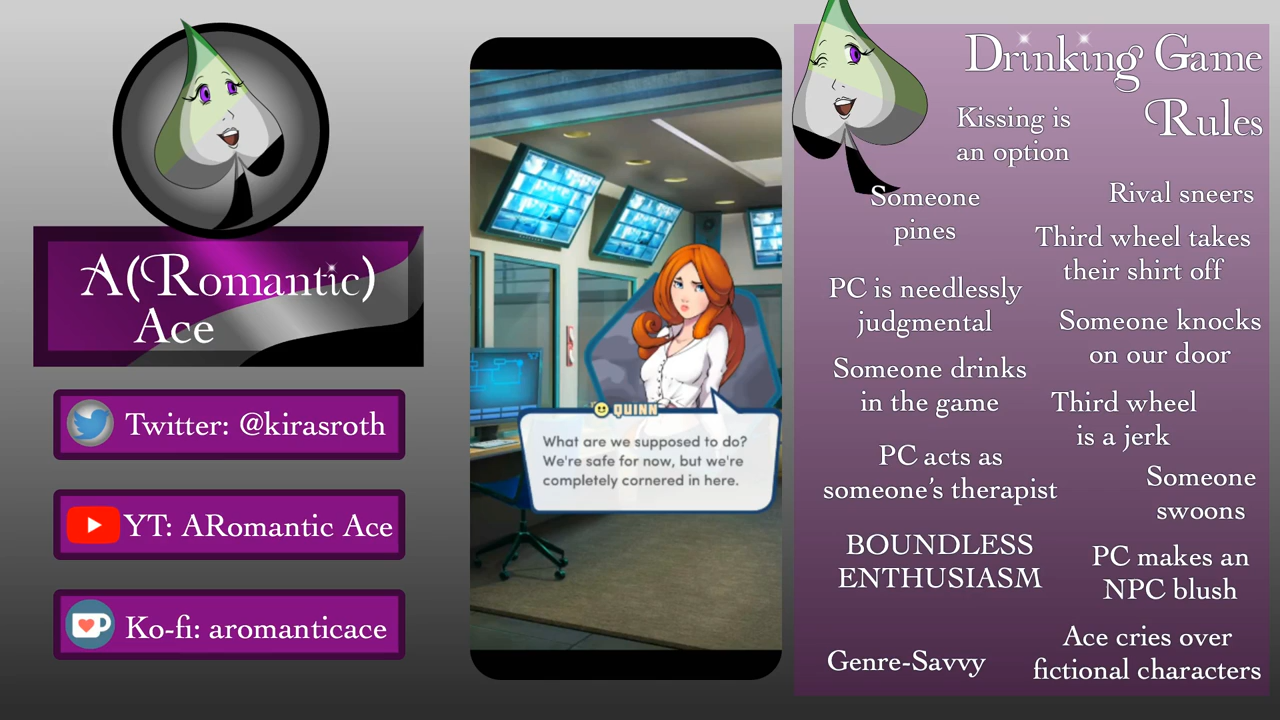 A(Romantic)
Ace
Twitter: @kirasroth
YT: ARomantic Ace
Ko-fi: aromanticace
QUINN
What are we supposed to do?
We're safe for now, but we're
completely cornered in here.
Drinking Game
Rules
Kissing is
an option
Rival sneers
Someone
pines
Third wheel takes
their shirt off
PC is needlessly
judgmental
Someone knocks
on our door
Someone drinks
in the game
Third wheel
is a jerk
PC acts as
someone's therapist
Someone
swoons
BOUNDLESS
ENTHUSIASM
PC makes an
NPC blush
Genre-Savvy
Ace cries over
fictional characters